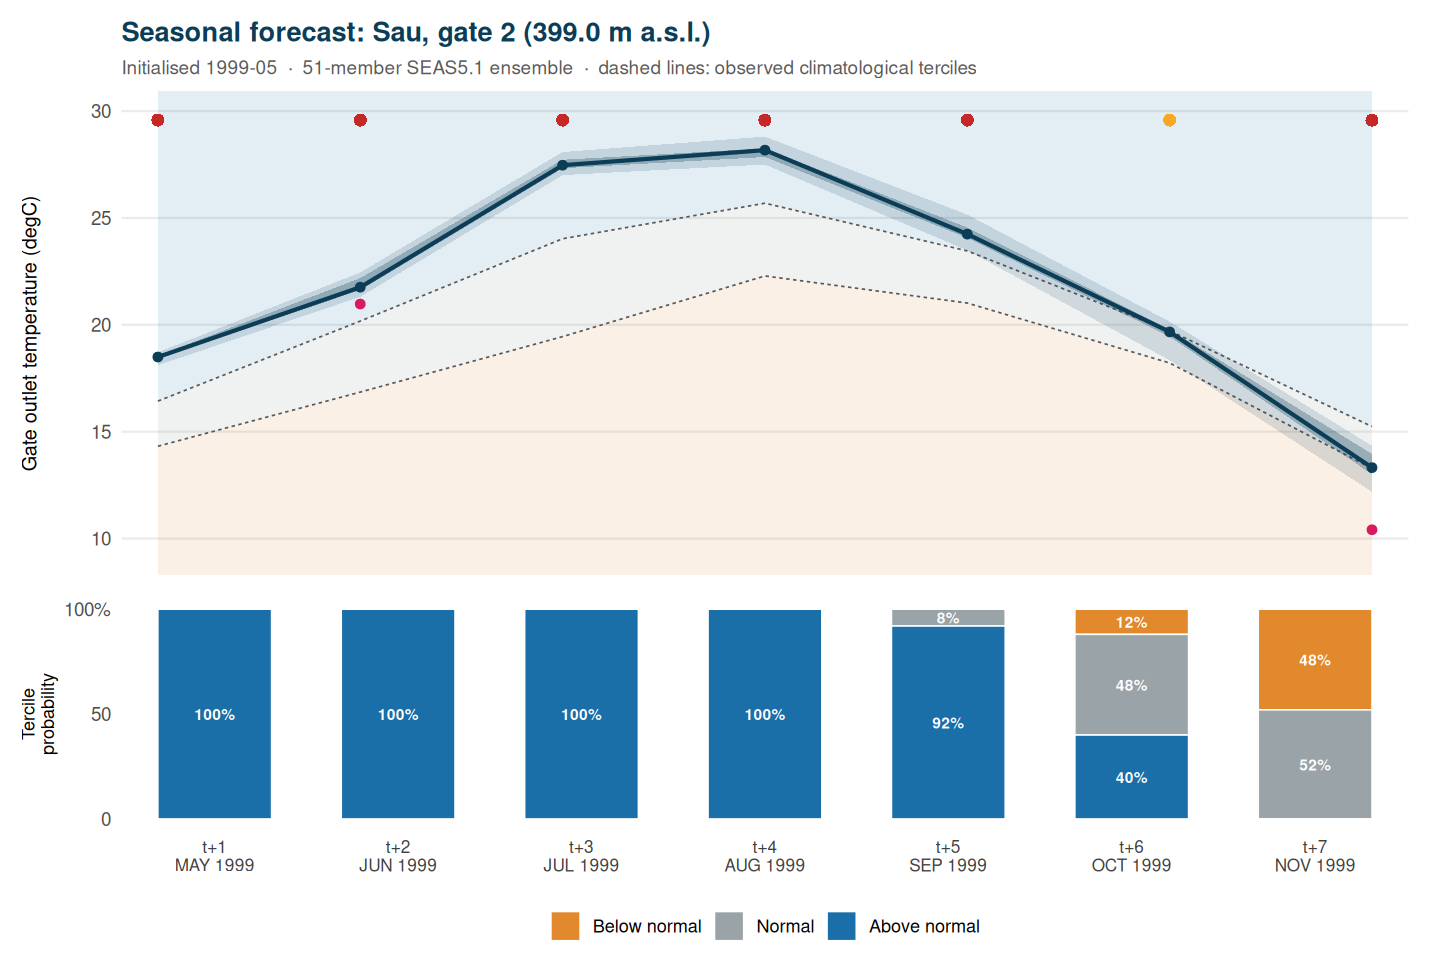 Seasonal forecast: Sau, gate 2 (399.0 m a.s.l.)
Initialised 1999-05 · 51-member SEAS5.1 ensemble · dashed lines: observed climatological terciles
Gate outlet temperature (degC)
30
25
20
15
10
Tercile
probability
100%
50
0
100%
100%
100%
100%
8%
92%
12%
48%
40%
48%
52%
t+1
MAY 1999
t+2
JUN 1999
t+3
JUL 1999
t+4
AUG 1999
t+5
SEP 1999
t+6
OCT 1999
t+7
NOV 1999
Below normal
Normal
Above normal